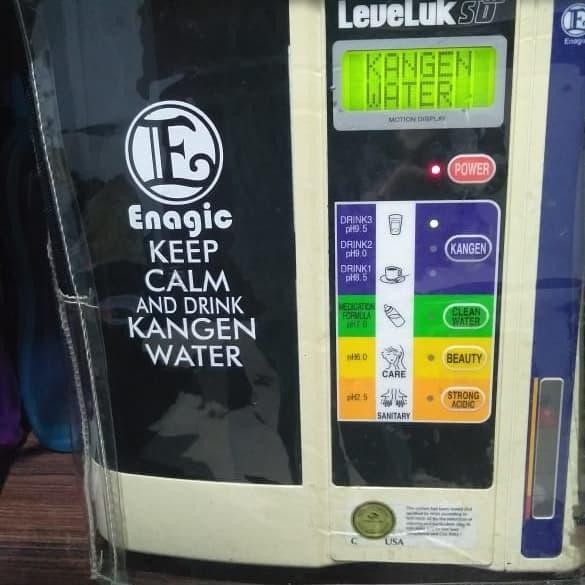 LeveLuk SD
Enagic
KANGEN
WATER
MOTION DISPLAY
POWER
Enagic
KEEP
CALM
AND DRINK
KANGEN
WATER
DRINK3
pH9.5
DRINK2
pH9.0
DRINK1
pH8.5
KANGEN
MEDICATION
FORMULA
pH7.0
CLEAN
WATER
pH6.0
CARE
BEAUTY
pH2.5
SANITARY
STRONG
ACIDIC
C USA